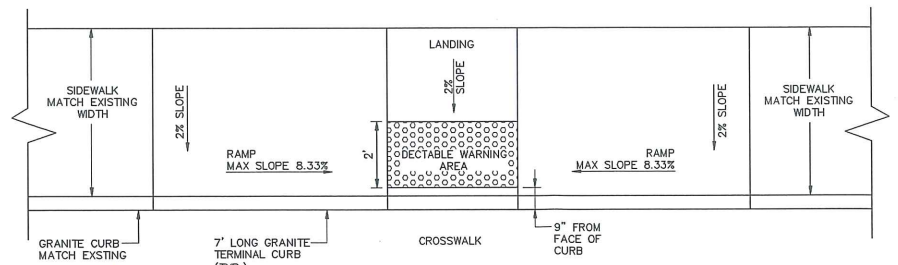 LANDING
2% SLOPE
SIDEWALK
MATCH EXISTING
WIDTH
2% SLOPE
2'
DECTABLE WARNING
AREA
RAMP
MAX SLOPE 8.33%
RAMP
MAX SLOPE 8.33%
2% SLOPE
SIDEWALK
MATCH EXISTING
WIDTH
GRANITE CURB
MATCH EXSTING
7' LONG GRANITE
TERMINAL CURB
(TYP.)
CROSSWALK
9" FROM
FACE OF
CURB